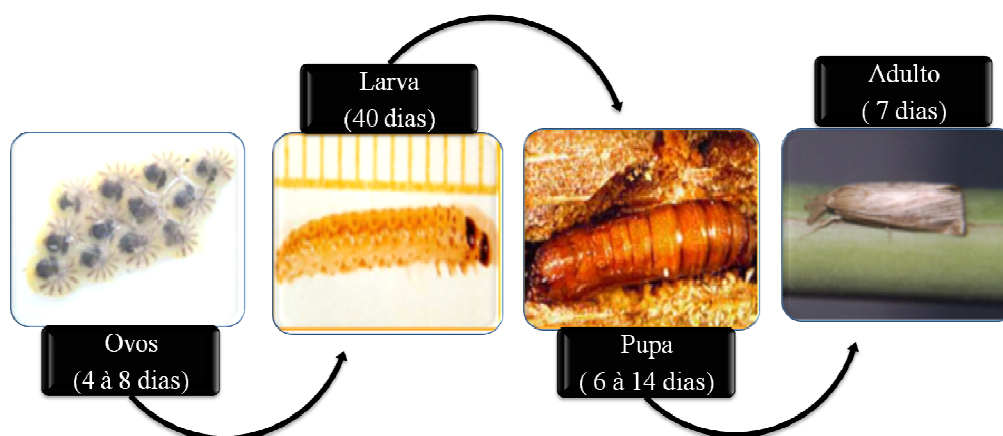 Larva
(40 dias)
Adulto
( 7 dias)
Ovos
(4 à 8 dias)
Pupa
( 6 à 14 dias)